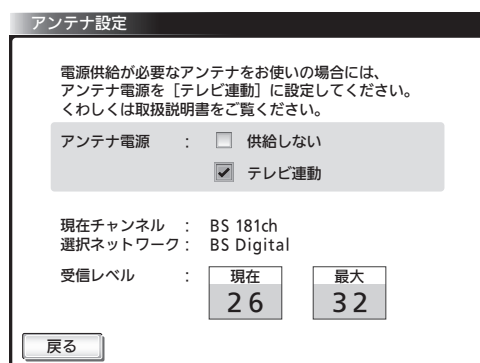 アンテナ設定
電源供給が必要なアンテナをお使いの場合には、
アンテナ電源を［テレビ連動］に設定してください。
くわしくは取扱説明書をご覧ください。
アンテナ電源 : 供給しない
テレビ連動
現在チャンネル : BS 181ch
選択ネットワーク : BS Digital
受信レベル : 現在 最大
26 32
戻る